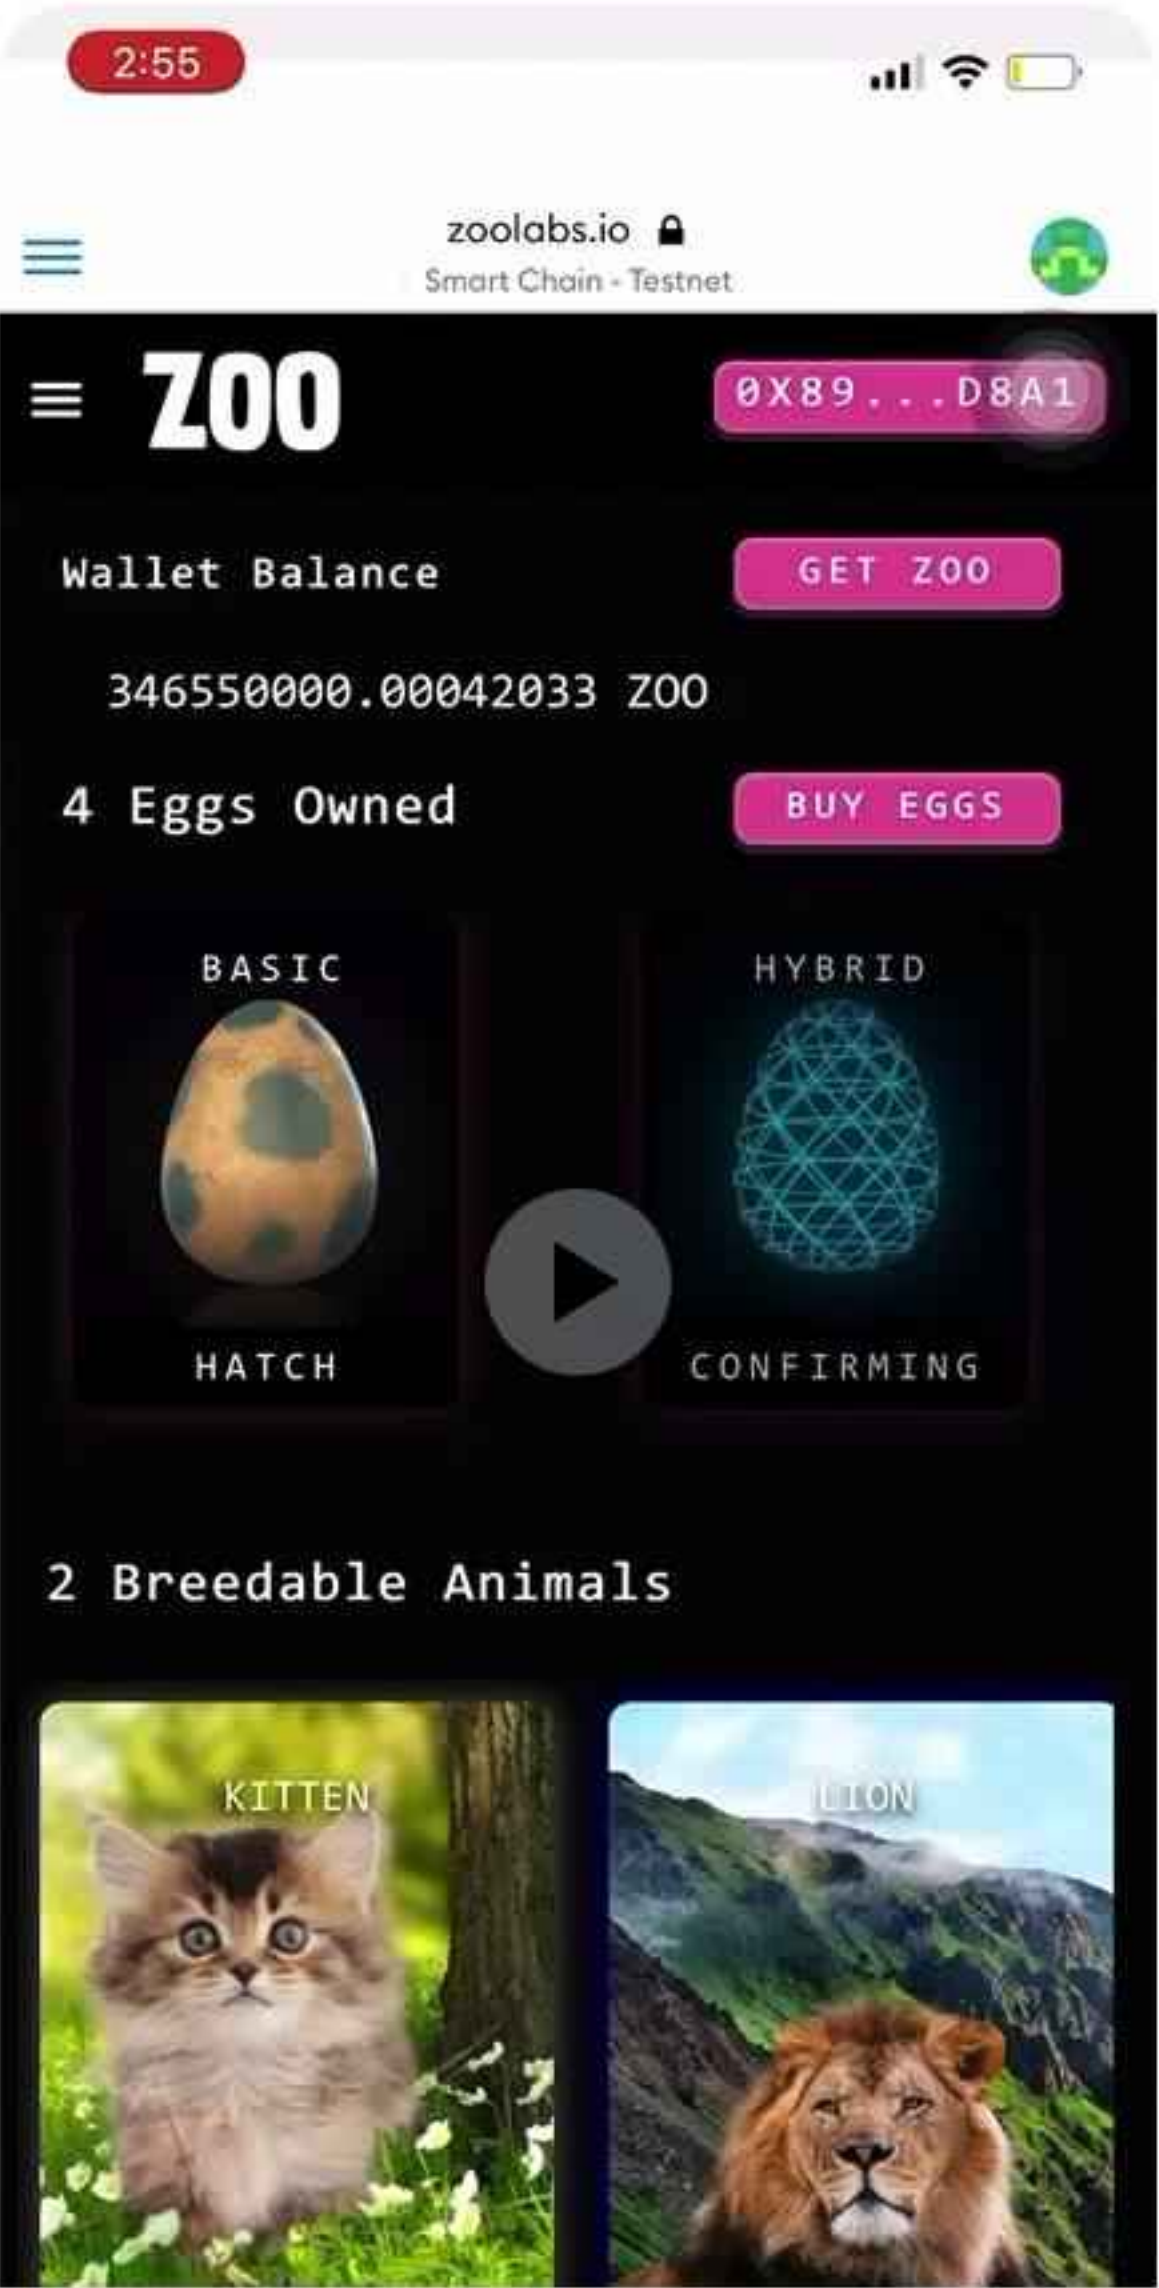 2:55
zoolabs.io
Smart Chain - Testnet
ZOO
0X89...D8A1
Wallet Balance
GET ZOO
346550000.00042033 ZOO
4 Eggs Owned
BUY EGGS
BASIC
HYBRID
HATCH
CONFIRMING
2 Breedable Animals
KITTEN
LION